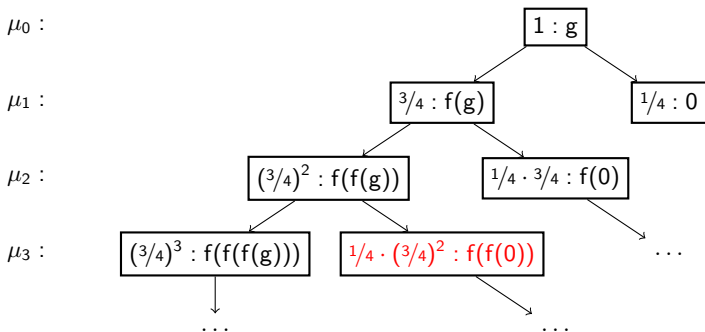 μ₀ : 1 : g
μ₁ : 3/4 : f(g) 1/4 : 0
μ₂ : (3/4)² : f(f(g)) 1/4 · 3/4 : f(0)
μ₃ : (3/4)³ : f(f(f(g))) 1/4 · (3/4)² : f(f(0)) ...
... ...